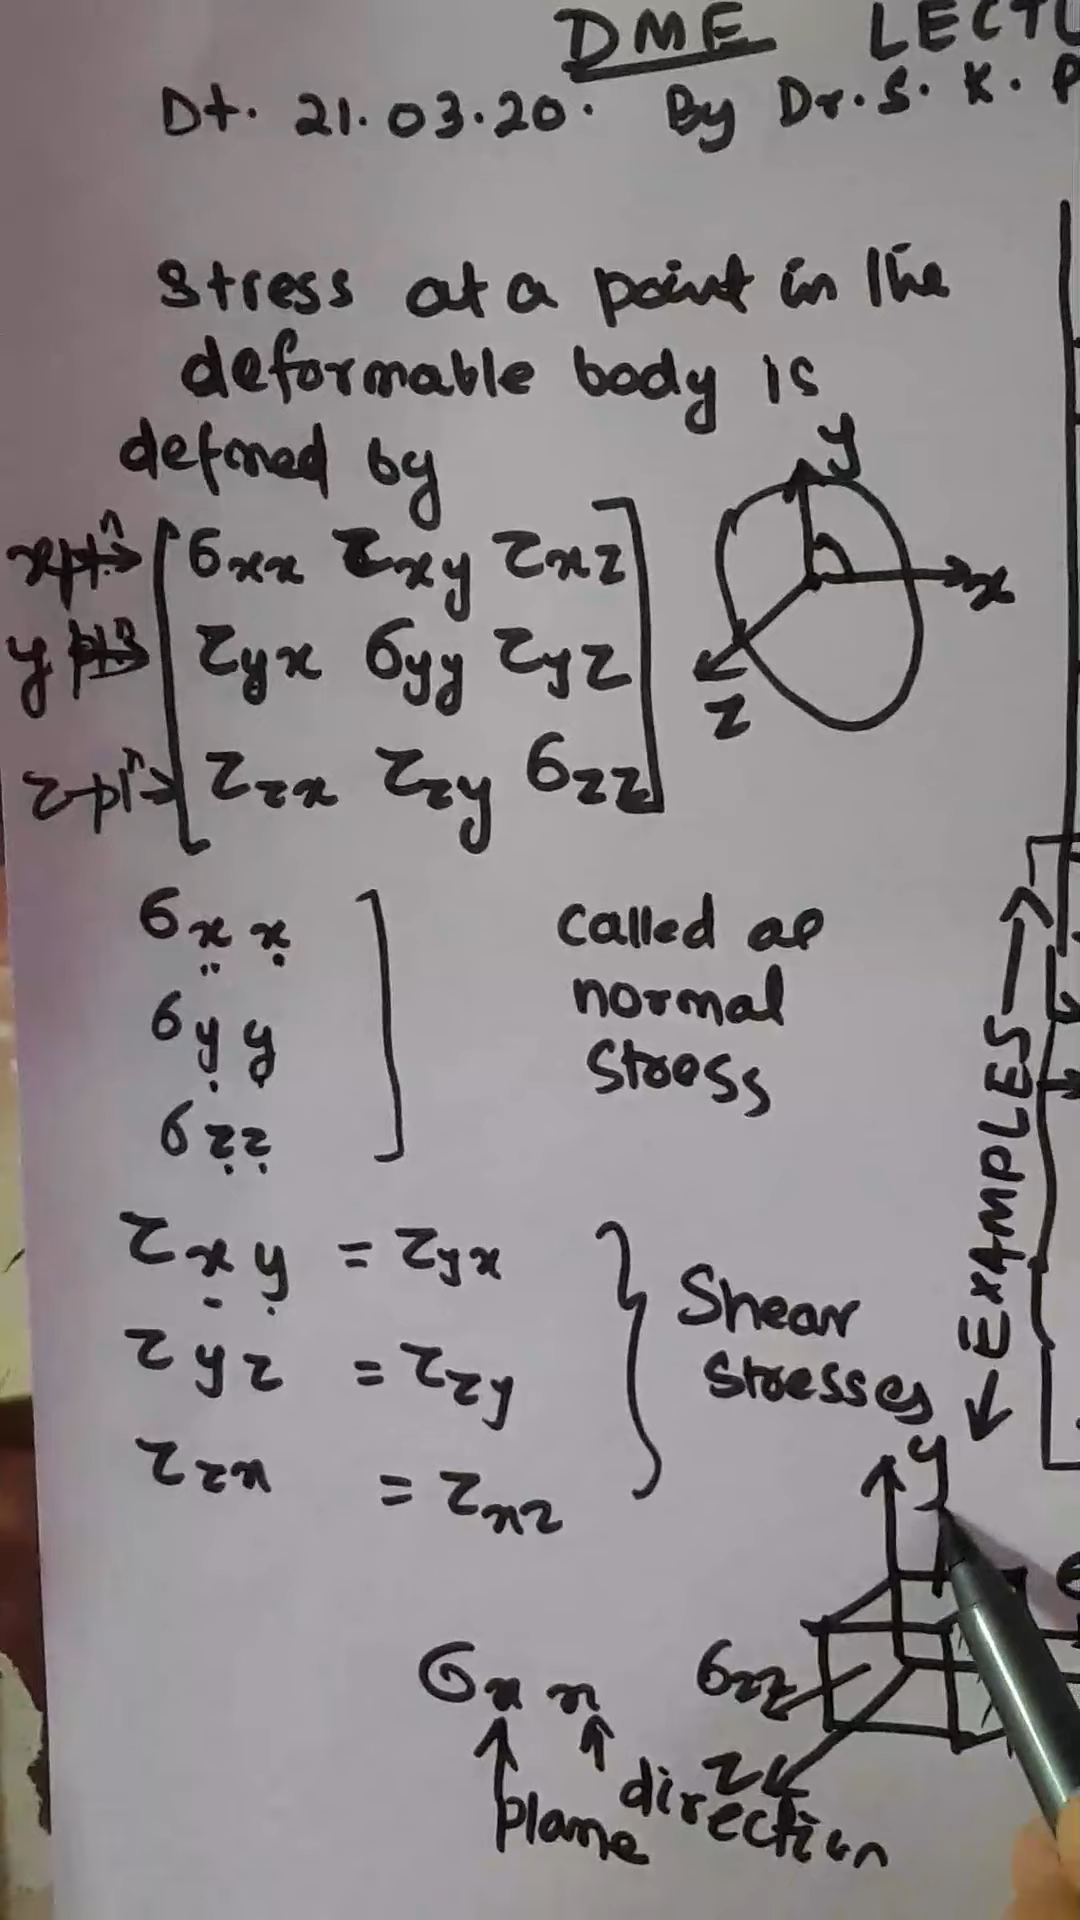 DME LECTU
Dt. 21.03.20. By Dr. S. K. P
Stress at a point in the
deformable body is
defined by
σxx τxy τxz
τyx σyy τyz
z-plⁿ→ τzx τzy σzz
y
x
z
σxx
σyy
σzz
Called as
normal
Stress
τxy = τyx
τyz = τzy
τzx = τxz
Shear
Stresses
← EXAMPLES →
y
σzz
z
σxx
Plane
direction